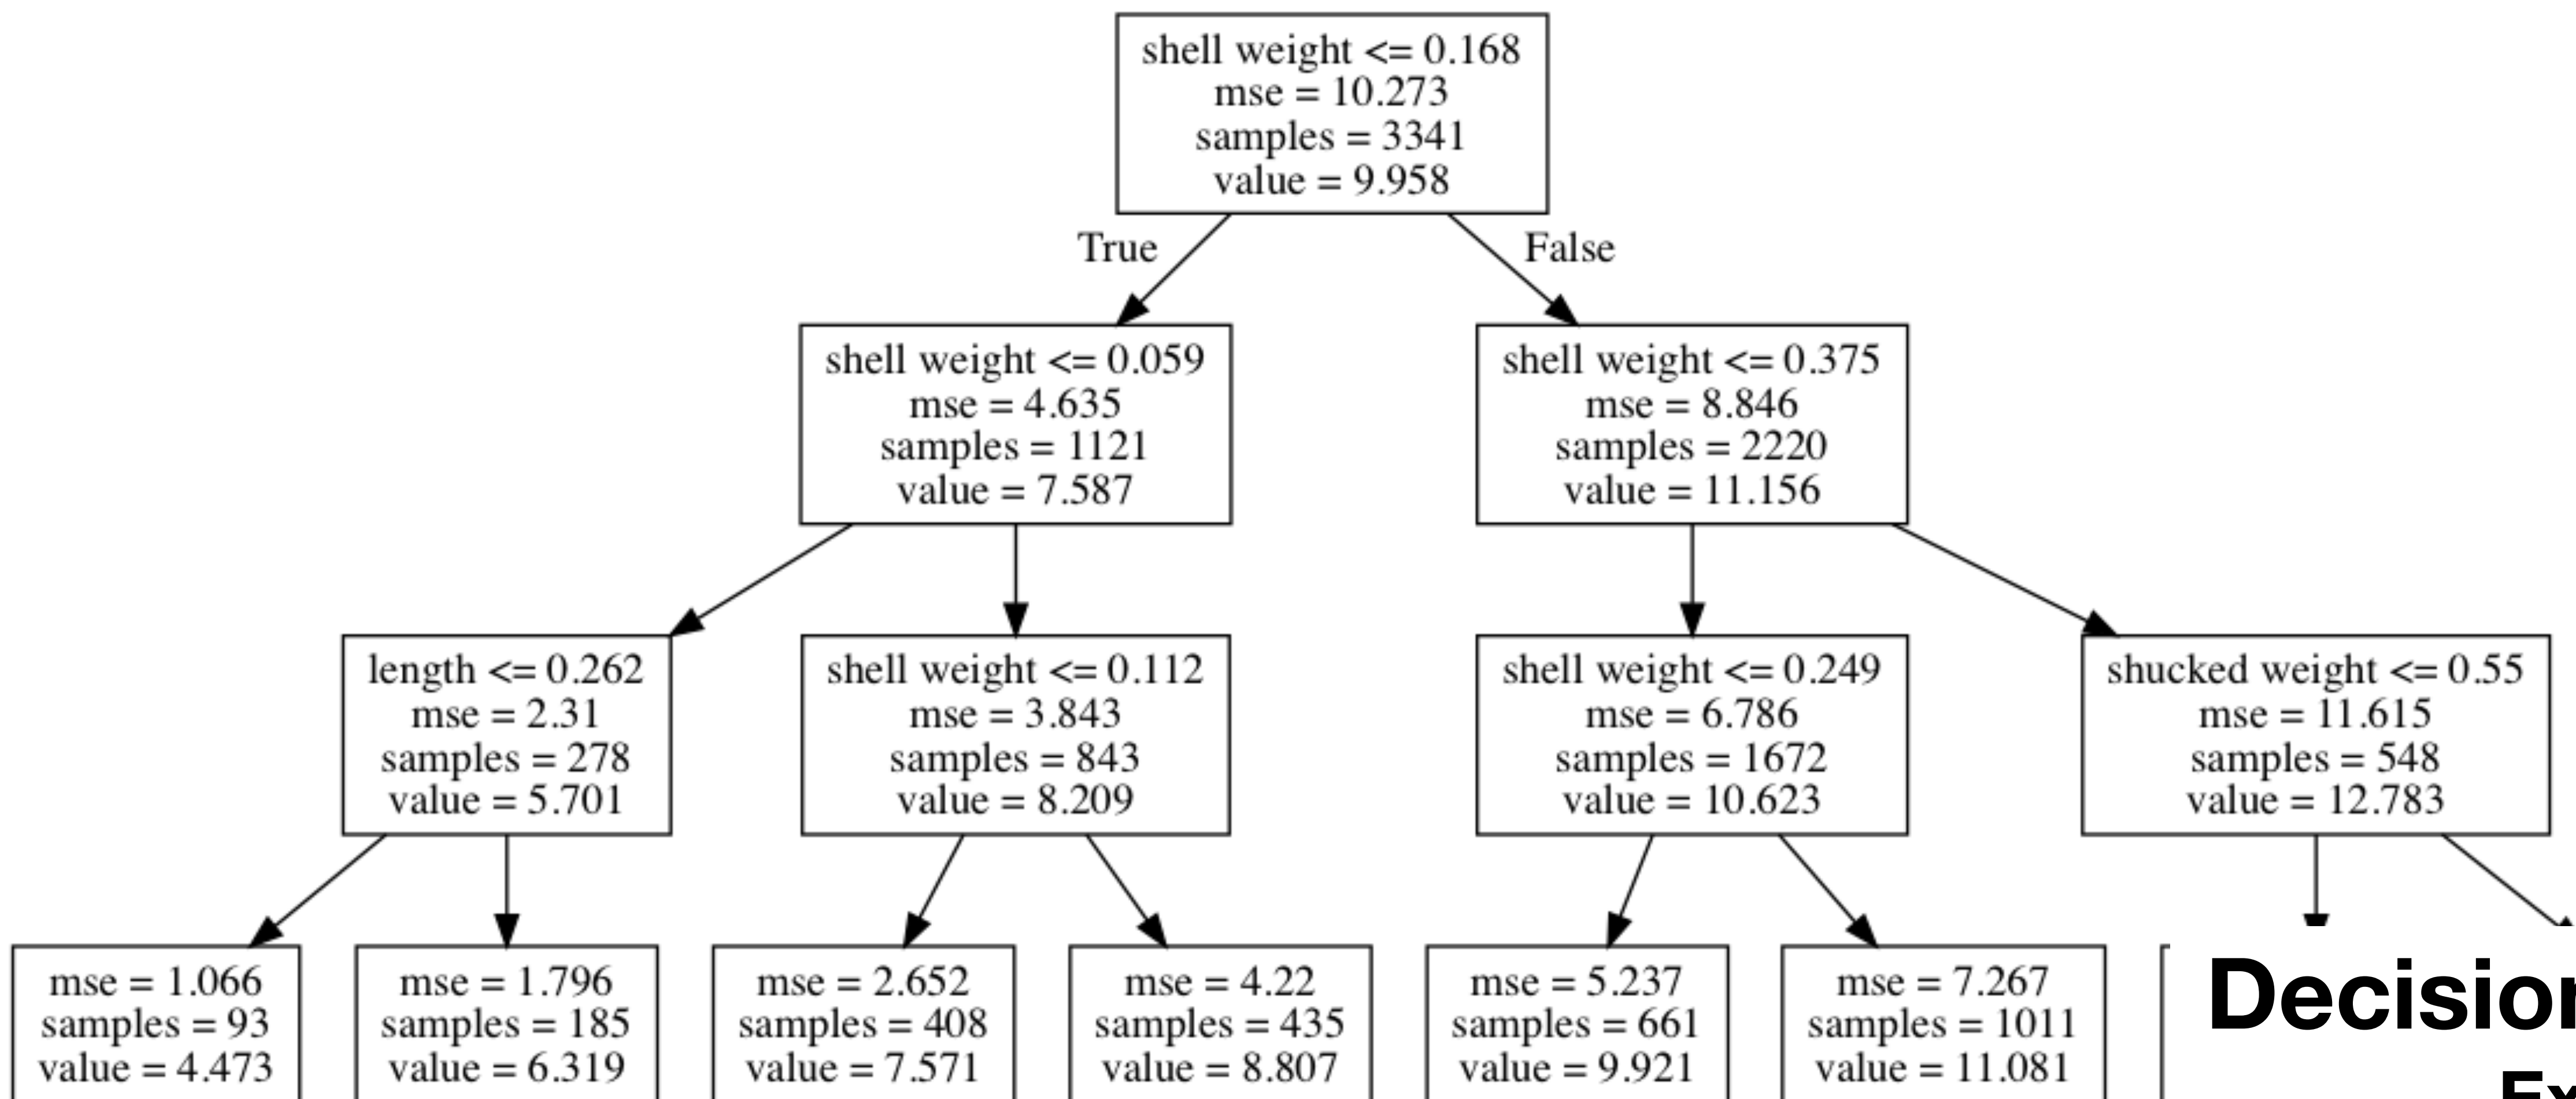 shell weight <= 0.168
mse = 10.273
samples = 3341
value = 9.958
True
False
shell weight <= 0.059
mse = 4.635
samples = 1121
value = 7.587
shell weight <= 0.375
mse = 8.846
samples = 2220
value = 11.156
length <= 0.262
mse = 2.31
samples = 278
value = 5.701
shell weight <= 0.112
mse = 3.843
samples = 843
value = 8.209
shell weight <= 0.249
mse = 6.786
samples = 1672
value = 10.623
shucked weight <= 0.55
mse = 11.615
samples = 548
value = 12.783
mse = 1.066
samples = 93
value = 4.473
mse = 1.796
samples = 185
value = 6.319
mse = 2.652
samples = 408
value = 7.571
mse = 4.22
samples = 435
value = 8.807
mse = 5.237
samples = 661
value = 9.921
mse = 7.267
samples = 1011
value = 11.081
Decision